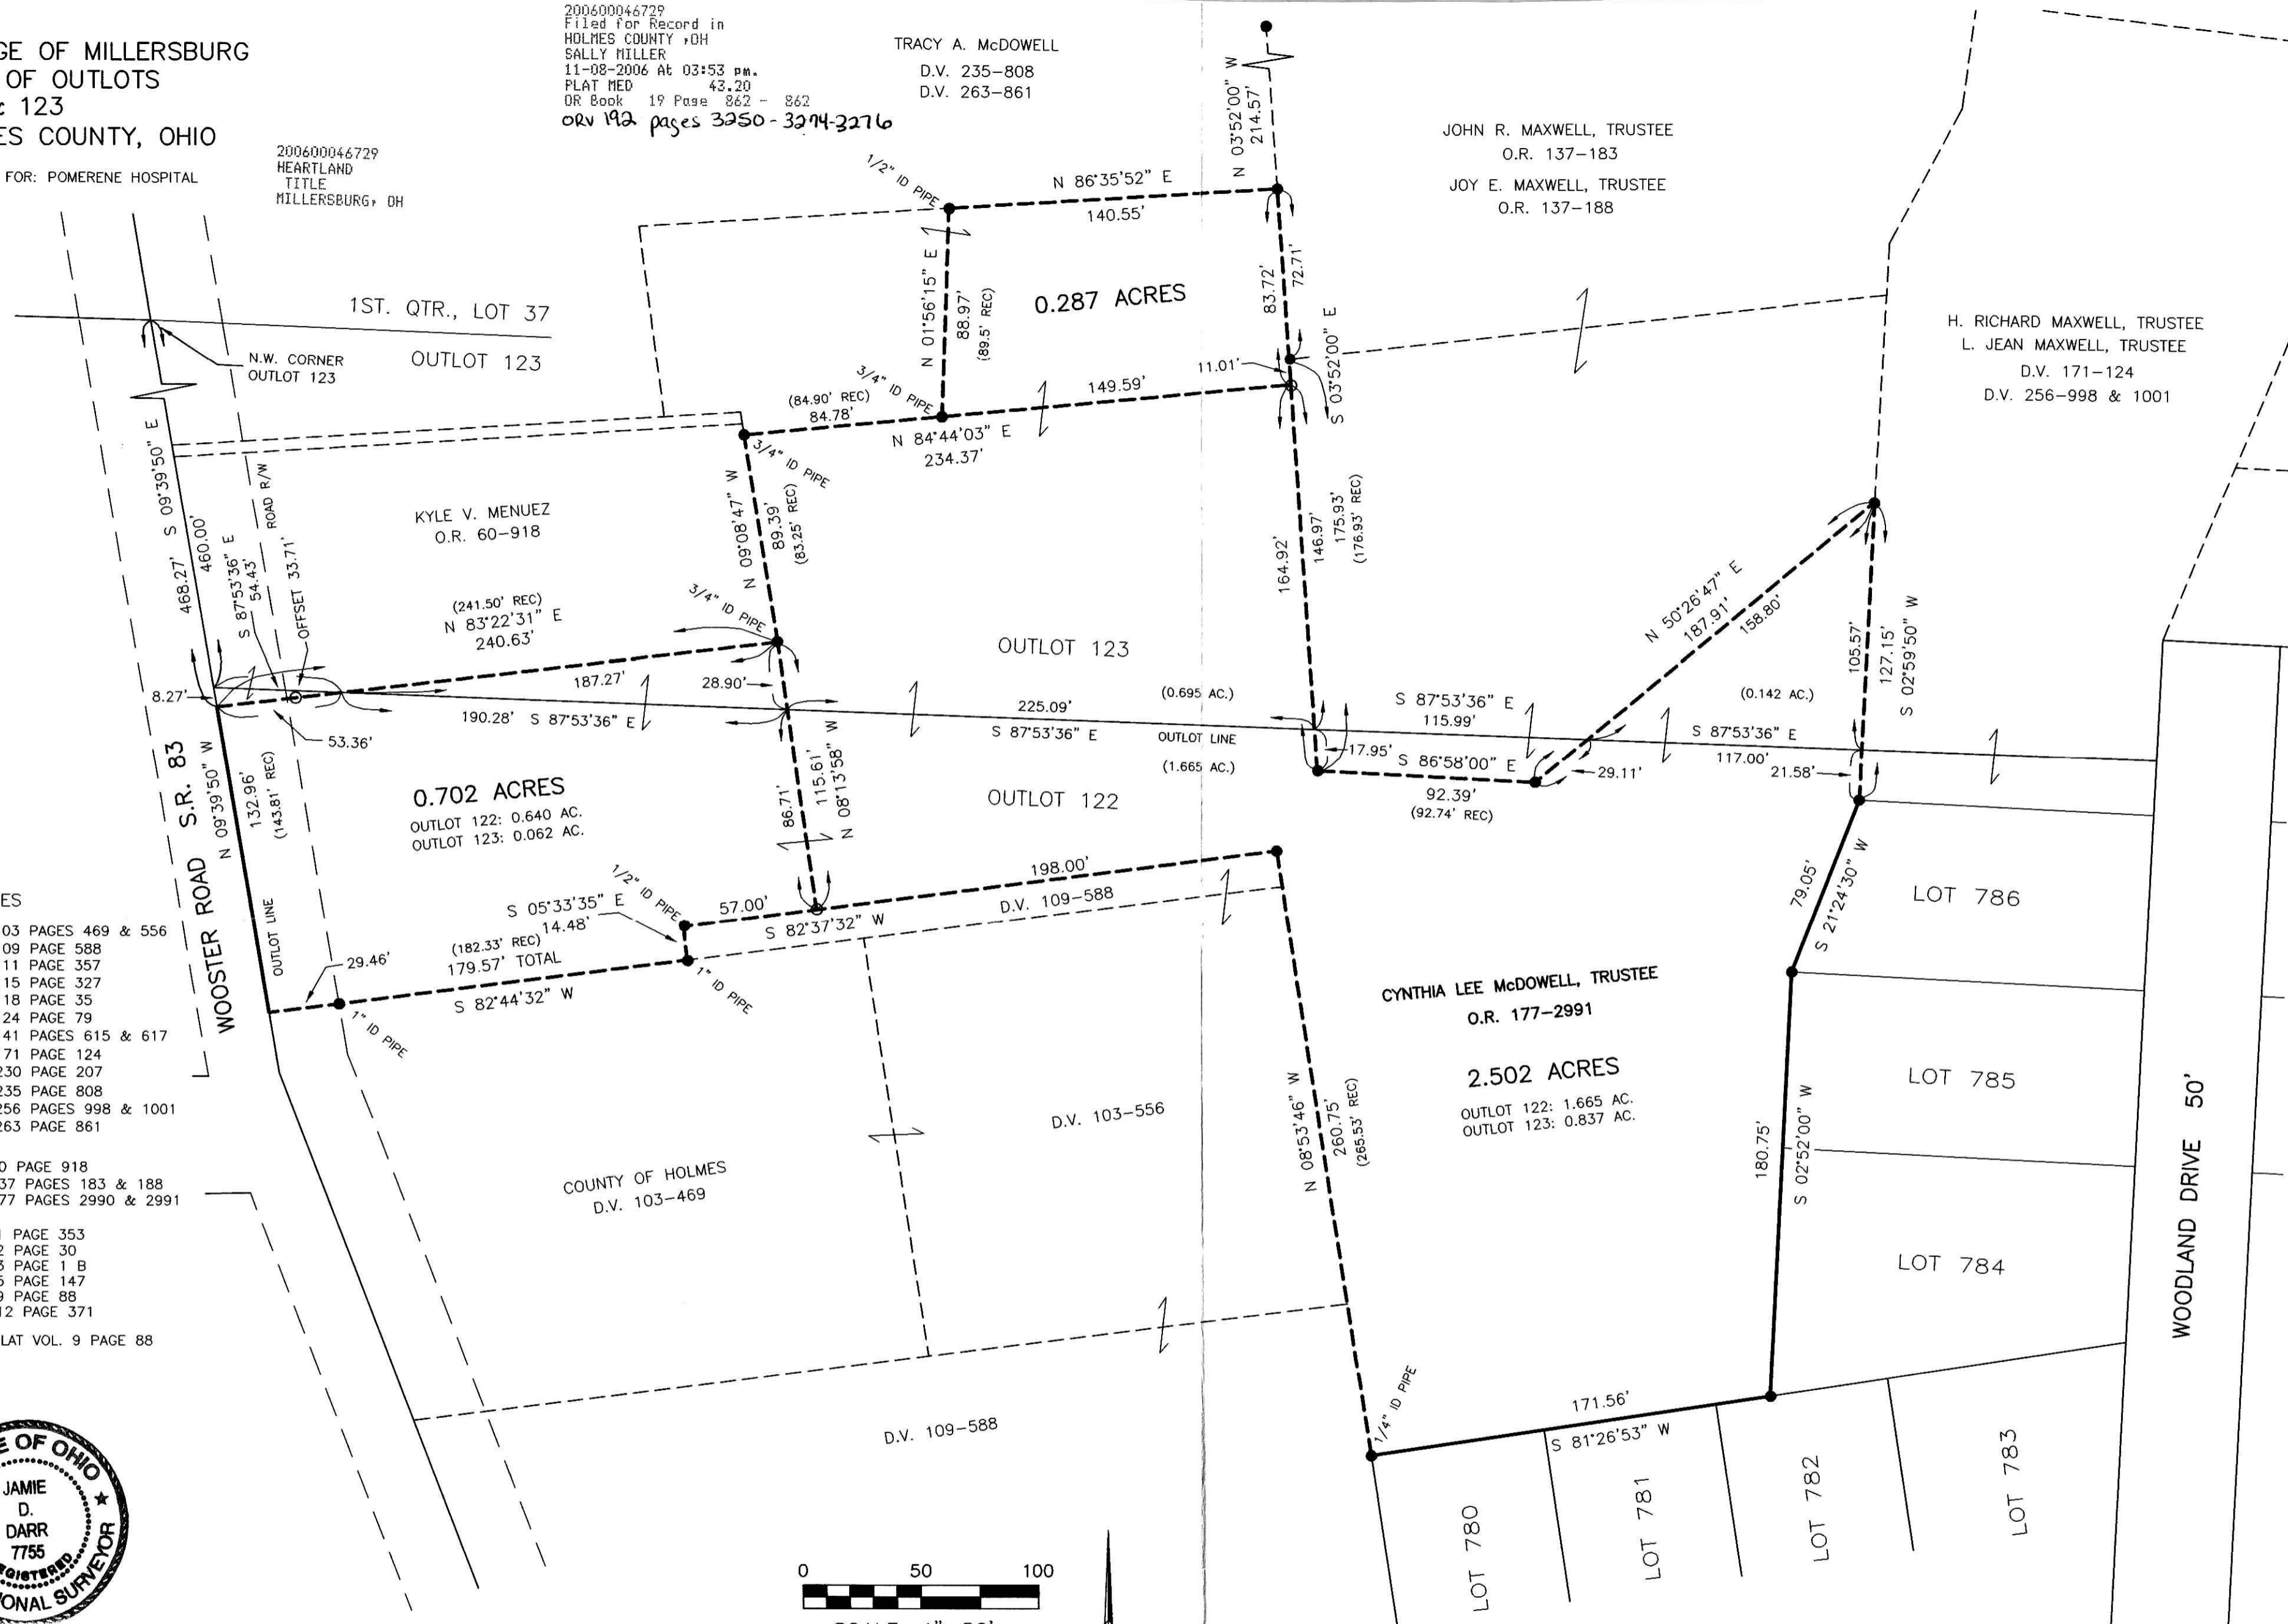 GE OF MILLERSBURG
OF OUTLOTS
& 123
ES COUNTY, OHIO
FOR: POMERENE HOSPITAL
200600046729
HEARTLAND
TITLE
MILLERSBURG, OH
200600046729
Filed for Record in
HOLMES COUNTY ,OH
SALLY MILLER
11-08-2006 At 03:53 pm.
PLAT MED 43.20
OR Book 19 Page 862 - 862
ORV 192 pages 3250-3274-3276
TRACY A. McDOWELL
D.V. 235-808
D.V. 263-861
N 03°52'00" W
214.57'
JOHN R. MAXWELL, TRUSTEE
O.R. 137-183
JOY E. MAXWELL, TRUSTEE
O.R. 137-188
H. RICHARD MAXWELL, TRUSTEE
L. JEAN MAXWELL, TRUSTEE
D.V. 171-124
D.V. 256-998 & 1001
1/2" ID PIPE
N 86°35'52" E
140.55'
N 01°56'15" E
88.97'
(89.5' REC)
0.287 ACRES
83.72'
72.71'
11.01'
S 03°52'00" E
1ST. QTR., LOT 37
OUTLOT 123
N.W. CORNER
OUTLOT 123
3/4" ID PIPE
(84.90' REC)
84.78'
149.59'
N 84°44'03" E
234.37'
3/4" ID PIPE
468.27' S 09°39'50" E
460.00'
S 87°53'36" E
54.43'
ROAD R/W
OFFSET 33.71'
KYLE V. MENUEZ
O.R. 60-918
N 09°08'47" W
89.39'
(83.25' REC)
3/4" ID PIPE
(241.50' REC)
N 83°22'31" E
240.63'
187.27'
28.90'
8.27'
53.36'
190.28' S 87°53'36" E
OUTLOT 123
164.92'
146.97'
175.93'
(176.93' REC)
(0.695 AC.)
225.09'
S 87°53'36" E
OUTLOT LINE
(1.665 AC.)
OUTLOT 122
S 87°53'36" E
115.99'
17.95'
S 86°58'00" E
92.39'
(92.74' REC)
N 50°26'47" E
187.91'
158.80'
29.11'
105.57'
127.15'
S 02°59'50" W
(0.142 AC.)
S 87°53'36" E
117.00'
21.58'
WOOSTER ROAD S.R. 83
N 09°39'50" W
132.96'
(143.81' REC)
OUTLOT LINE
0.702 ACRES
OUTLOT 122: 0.640 AC.
OUTLOT 123: 0.062 AC.
86.71'
115.61'
N 08°13'58" W
1/2" ID PIPE
S 05°33'35" E
14.48'
57.00'
198.00'
S 82°37'32" W
D.V. 109-588
(182.33' REC)
179.57' TOTAL
29.46'
S 82°44'32" W
1" ID PIPE
1" ID PIPE
79.05'
S 21°24'30" W
LOT 786
LOT 785
LOT 784
WOODLAND DRIVE 50'
CYNTHIA LEE McDOWELL, TRUSTEE
O.R. 177-2991
2.502 ACRES
OUTLOT 122: 1.665 AC.
OUTLOT 123: 0.837 AC.
180.75'
S 02°52'00" W
N 08°53'46" W
260.75'
(265.53' REC)
D.V. 103-556
COUNTY OF HOLMES
D.V. 103-469
D.V. 109-588
1/4" ID PIPE
171.56'
S 81°26'53" W
LOT 780
LOT 781
LOT 782
LOT 783
ES
03 PAGES 469 & 556
09 PAGE 588
11 PAGE 357
15 PAGE 327
18 PAGE 35
24 PAGE 79
41 PAGES 615 & 617
71 PAGE 124
230 PAGE 207
235 PAGE 808
256 PAGES 998 & 1001
263 PAGE 861
0 PAGE 918
37 PAGES 183 & 188
77 PAGES 2990 & 2991
1 PAGE 353
2 PAGE 30
3 PAGE 1 B
6 PAGE 147
9 PAGE 88
12 PAGE 371
LAT VOL. 9 PAGE 88
E OF OHIO
JAMIE
D.
DARR
7755
REGISTERED
IONAL SURVEYOR
0 50 100